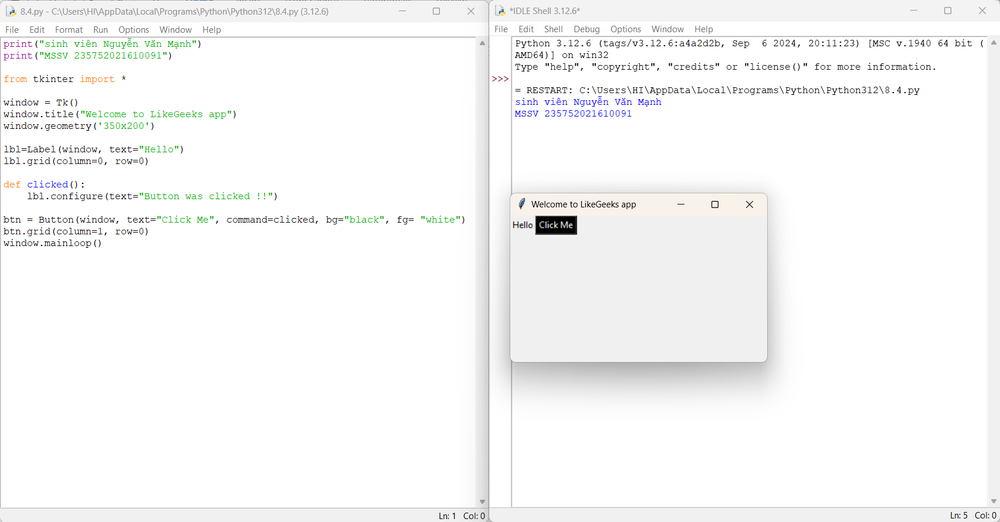 8.4.py - C:\Users\HI\AppData\Local\Programs\Python\Python312\8.4.py (3.12.6)
File Edit Format Run Options Window Help
print("sinh viên Nguyễn Văn Mạnh")
print("MSSV 235752021610091")
from tkinter import *
window = Tk()
window.title("Welcome to LikeGeeks app")
window.geometry('350x200')
lbl=Label(window, text="Hello")
lbl.grid(column=0, row=0)
def clicked():
    lbl.configure(text="Button was clicked !!")
btn = Button(window, text="Click Me", command=clicked, bg="black", fg= "white")
btn.grid(column=1, row=0)
window.mainloop()
Ln: 1 Col: 0
*IDLE Shell 3.12.6*
File Edit Shell Debug Options Window Help
Python 3.12.6 (tags/v3.12.6:a4a2d2b, Sep  6 2024, 20:11:23) [MSC v.1940 64 bit (
AMD64)] on win32
Type "help", "copyright", "credits" or "license()" for more information.
>>>
= RESTART: C:\Users\HI\AppData\Local\Programs\Python\Python312\8.4.py
sinh viên Nguyễn Văn Mạnh
MSSV 235752021610091
Welcome to LikeGeeks app
Hello Click Me
Ln: 5 Col: 0